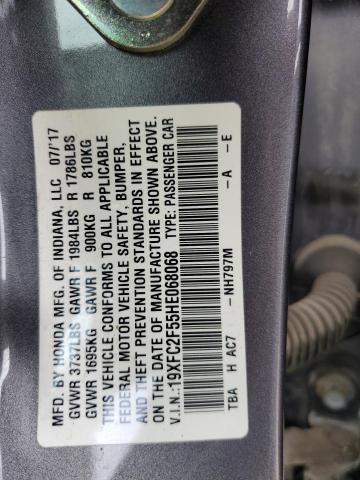 MFD. BY HONDA MFG. OF INDIANA, LLC 07/17
GVWR 3737LBS GAWR F 1984LBS R 1786LBS
GVWR 1695KG GAWR F 900KG R 810KG
THIS VEHICLE CONFORMS TO ALL APPLICABLE
FEDERAL MOTOR VEHICLE SAFETY, BUMPER,
AND THEFT PREVENTION STANDARDS IN EFFECT
ON THE DATE OF MANUFACTURE SHOWN ABOVE.
V.I.N.:19XFC2F55HE068068 TYPE: PASSENGER CAR
TBA H AC7 -NH797M -A -E